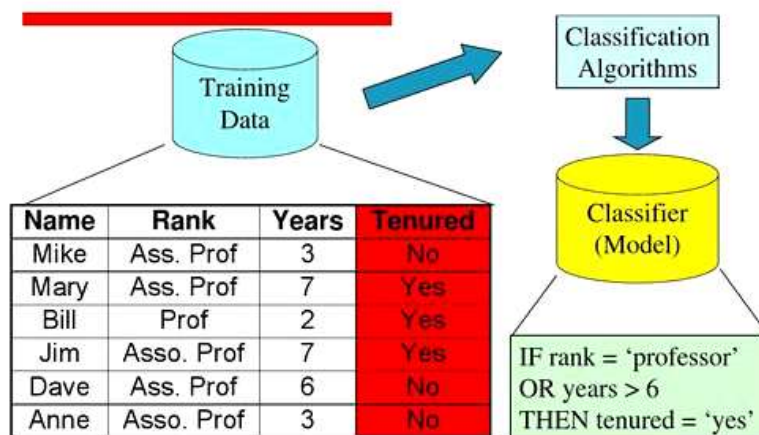 Training
Data
Classification
Algorithms
Classifier
(Model)
Name Rank Years Tenured
Mike Ass. Prof 3 No
Mary Ass. Prof 7 Yes
Bill Prof 2 Yes
Jim Asso. Prof 7 Yes
Dave Ass. Prof 6 No
Anne Asso. Prof 3 No
IF rank = ‘professor’
OR years > 6
THEN tenured = ‘yes’